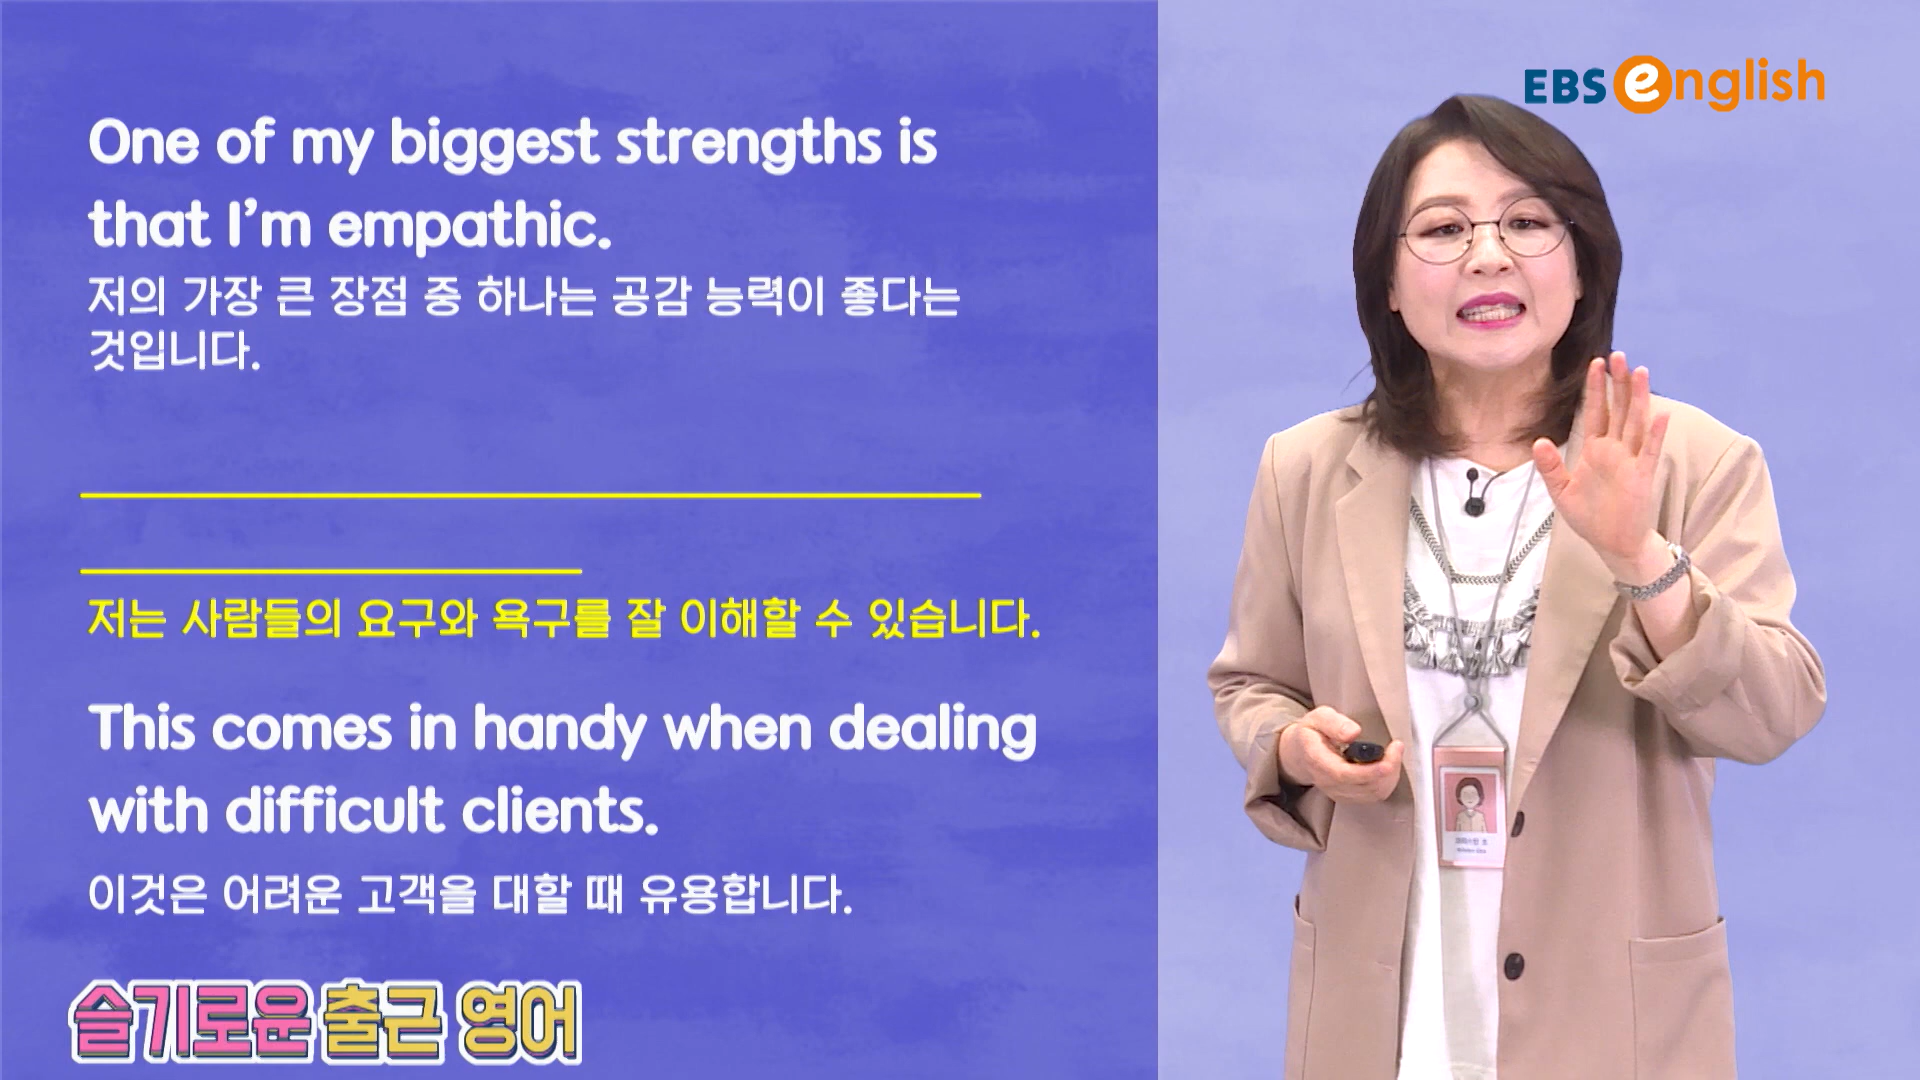 EBS english
One of my biggest strengths is
that I'm empathic.
저의 가장 큰 장점 중 하나는 공감 능력이 좋다는
것입니다.
저는 사람들의 요구와 욕구를 잘 이해할 수 있습니다.
This comes in handy when dealing
with difficult clients.
이것은 어려운 고객을 대할 때 유용합니다.
슬기로운 출근 영어